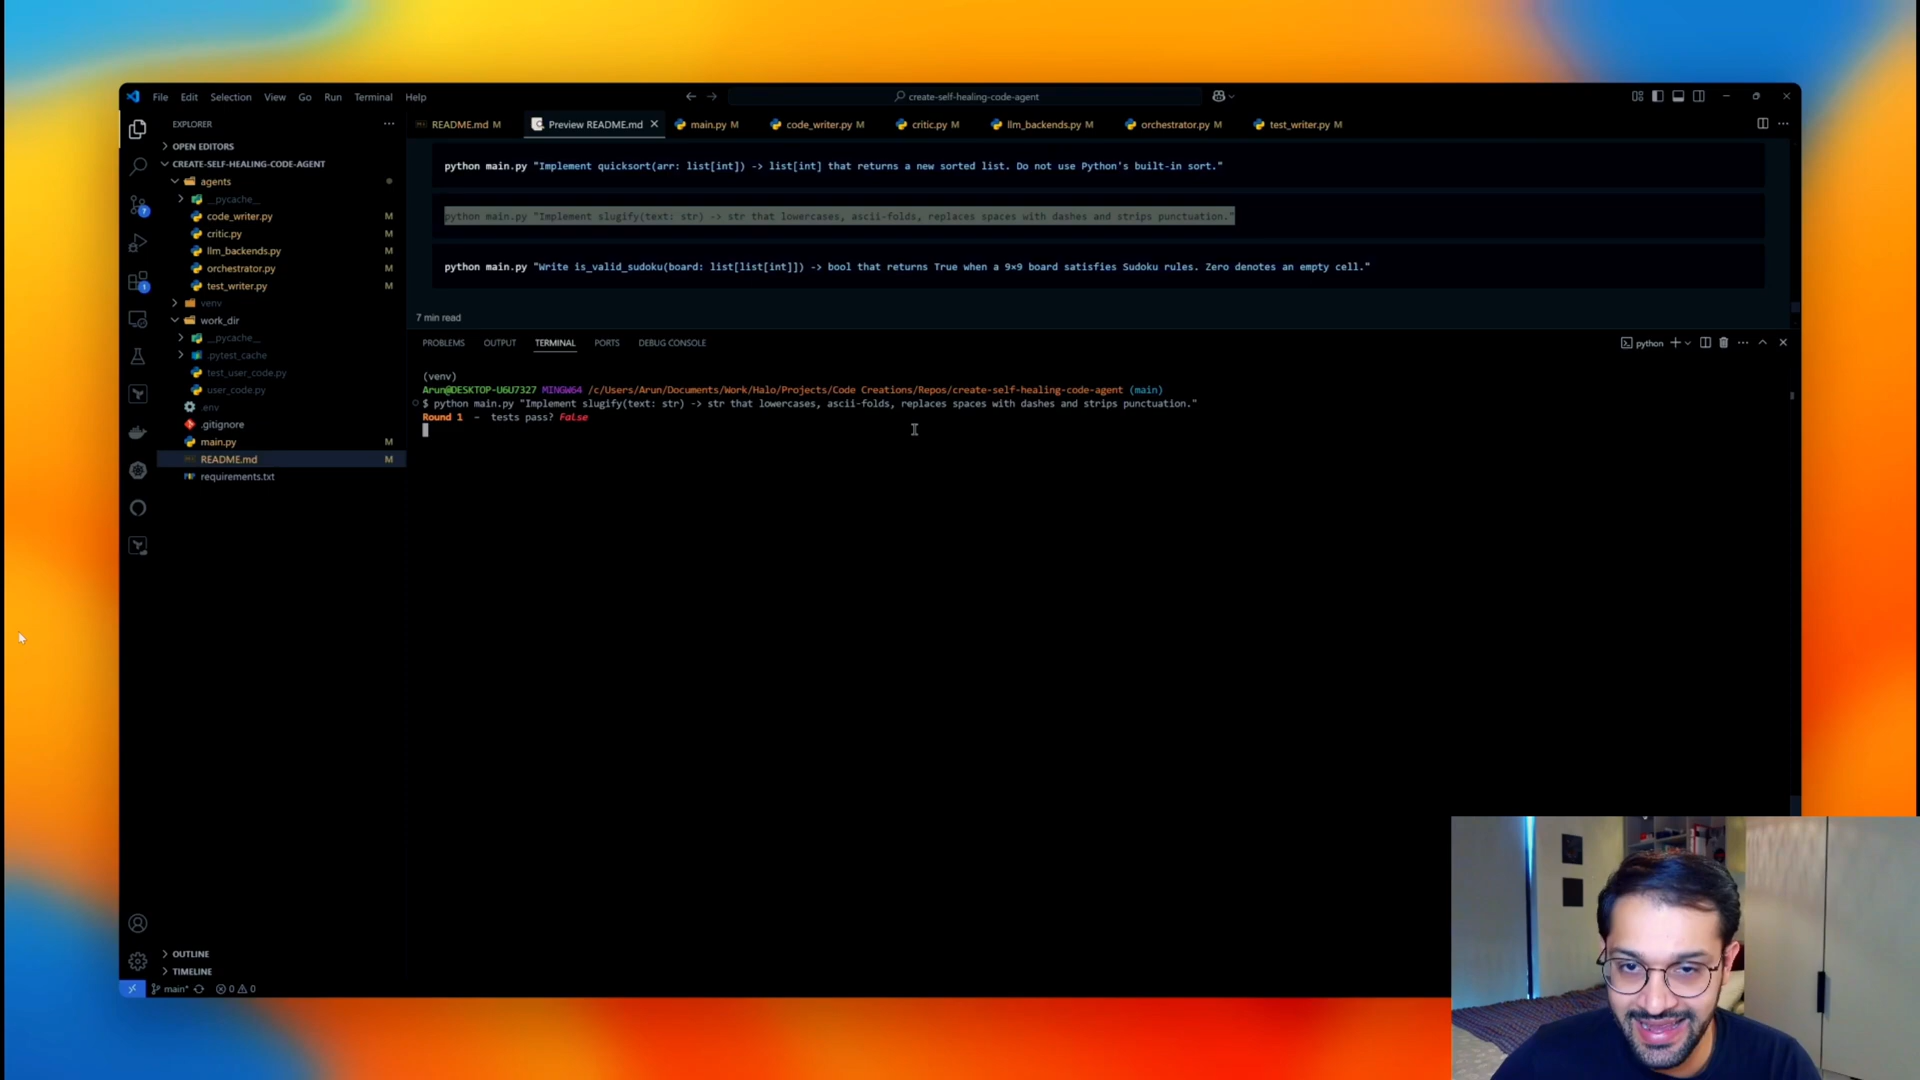 File Edit Selection View Go Run Terminal Help
create-self-healing-code-agent
EXPLORER
OPEN EDITORS
CREATE-SELF-HEALING-CODE-AGENT
agents
__pycache__
code_writer.py M
critic.py M
llm_backends.py M
orchestrator.py M
test_writer.py M
venv
work_dir
__pycache__
.pytest_cache
test_user_code.py
user_code.py
.env
.gitignore
main.py M
README.md M
requirements.txt
OUTLINE
TIMELINE
7
1
README.md M Preview README.md main.py M code_writer.py M critic.py M llm_backends.py M orchestrator.py M test_writer.py M
python main.py "Implement quicksort(arr: list[int]) -> list[int] that returns a new sorted list. Do not use Python's built-in sort."
python main.py "Implement slugify(text: str) -> str that lowercases, ascii-folds, replaces spaces with dashes and strips punctuation."
python main.py "Write is_valid_sudoku(board: list[list[int]]) -> bool that returns True when a 9×9 board satisfies Sudoku rules. Zero denotes an empty cell."
7 min read
PROBLEMS OUTPUT TERMINAL PORTS DEBUG CONSOLE
python
(venv)
Arun@DESKTOP-U6U7327 MINGW64 /c/Users/Arun/Documents/Work/Halo/Projects/Code Creations/Repos/create-self-healing-code-agent (main)
$ python main.py "Implement slugify(text: str) -> str that lowercases, ascii-folds, replaces spaces with dashes and strips punctuation."
Round 1 – tests pass? False
main* 0 0